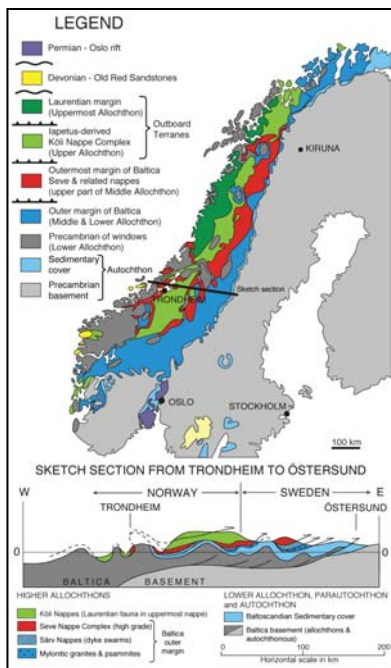 LEGEND
Permian - Oslo rift
Devonian - Old Red Sandstones
Laurentian margin
(Uppermost Allochthon)
Iapetus-derived
Köli Nappe Complex
(Upper Allochthon)
Outboard
Terranes
Outermost margin of Baltica
Seve & related nappes
(upper part of Middle Allochthon)
Outer margin of Baltica
(Middle & Lower Allochthon)
Precambrian of windows
(Lower Allochthon)
Sedimentary
cover
Autochthon
Precambrian
basement
KIRUNA
TRONDHEIM
Sketch section
OSLO
STOCKHOLM
100 km
SKETCH SECTION FROM TRONDHEIM TO ÖSTERSUND
W
NORWAY
SWEDEN
E
TRONDHEIM
ÖSTERSUND
0
0
BALTICA BASEMENT
HIGHER ALLOCHTHONS
Köli Nappes (Laurentian fauna in uppermost nappe)
Seve Nappe Complex (high grade)
Särv Nappes (dyke swarms)
Mylonitic granites & psammites
Baltica
outer
margin
LOWER ALLOCHTHON, PARAUTOCHTHON
and AUTOCHTHON
Baltoscandian Sedimentary cover
Baltica basement (allochthons &
autochthonous)
0
200
Horizontal scale in km